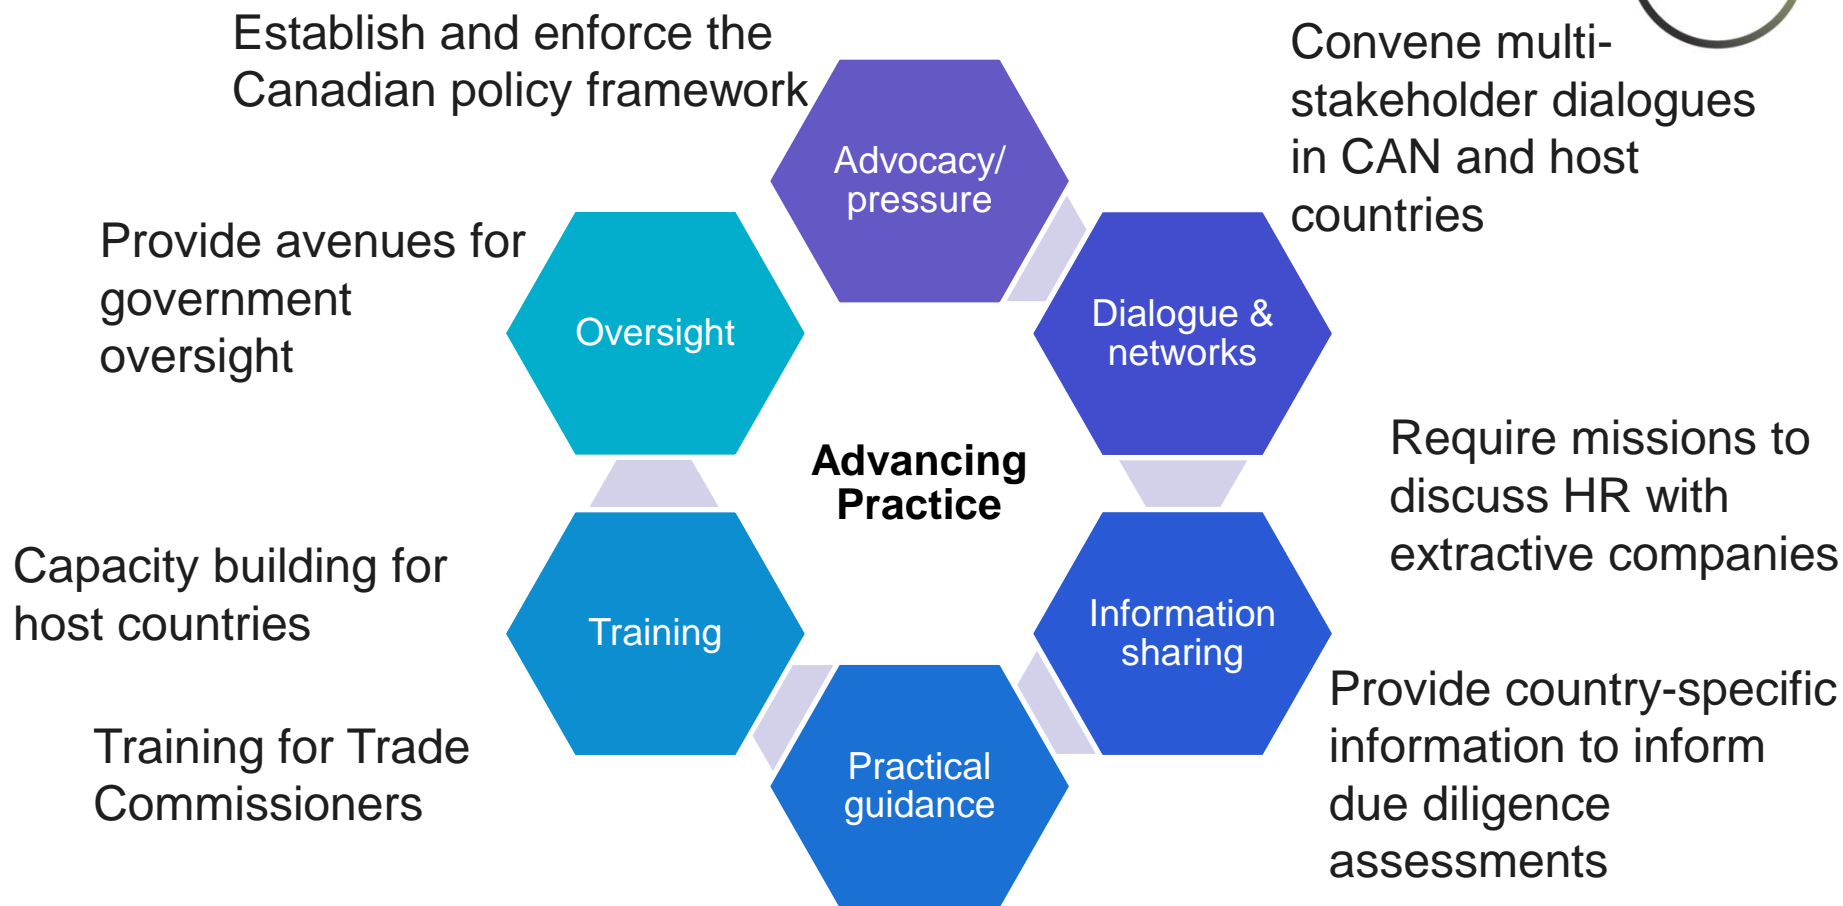 Establish and enforce the
Canadian policy framework
Convene multi-
stakeholder dialogues
in CAN and host
countries
Advocacy/
pressure
Provide avenues for
government
oversight
Oversight
Dialogue &
networks
Advancing
Practice
Require missions to
discuss HR with
extractive companies
Capacity building for
host countries
Training
Information
sharing
Training for Trade
Commissioners
Practical
guidance
Provide country-specific
information to inform
due diligence
assessments